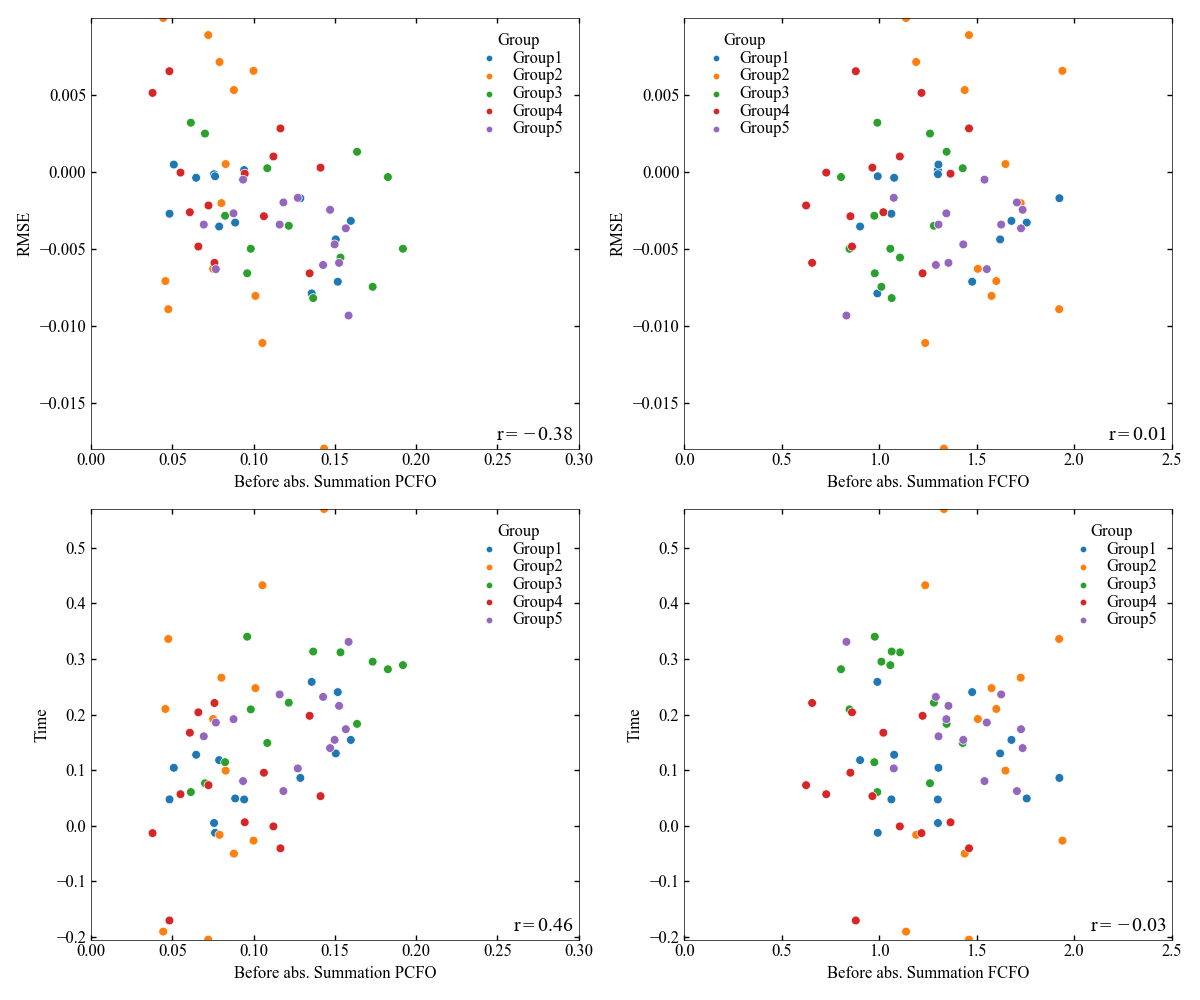 Group
Group1
Group2
Group3
Group4
Group5
0.005
0.000
−0.005
−0.010
−0.015
RMSE
r=−0.38
0.00 0.05 0.10 0.15 0.20 0.25 0.30
Before abs. Summation PCFO
Group
Group1
Group2
Group3
Group4
Group5
0.005
0.000
−0.005
−0.010
−0.015
RMSE
r=0.01
0.0 0.5 1.0 1.5 2.0 2.5
Before abs. Summation FCFO
Group
Group1
Group2
Group3
Group4
Group5
0.5
0.4
0.3
0.2
0.1
0.0
−0.1
−0.2
Time
r=0.46
0.00 0.05 0.10 0.15 0.20 0.25 0.30
Before abs. Summation PCFO
Group
Group1
Group2
Group3
Group4
Group5
0.5
0.4
0.3
0.2
0.1
0.0
−0.1
−0.2
Time
r=−0.03
0.0 0.5 1.0 1.5 2.0 2.5
Before abs. Summation FCFO